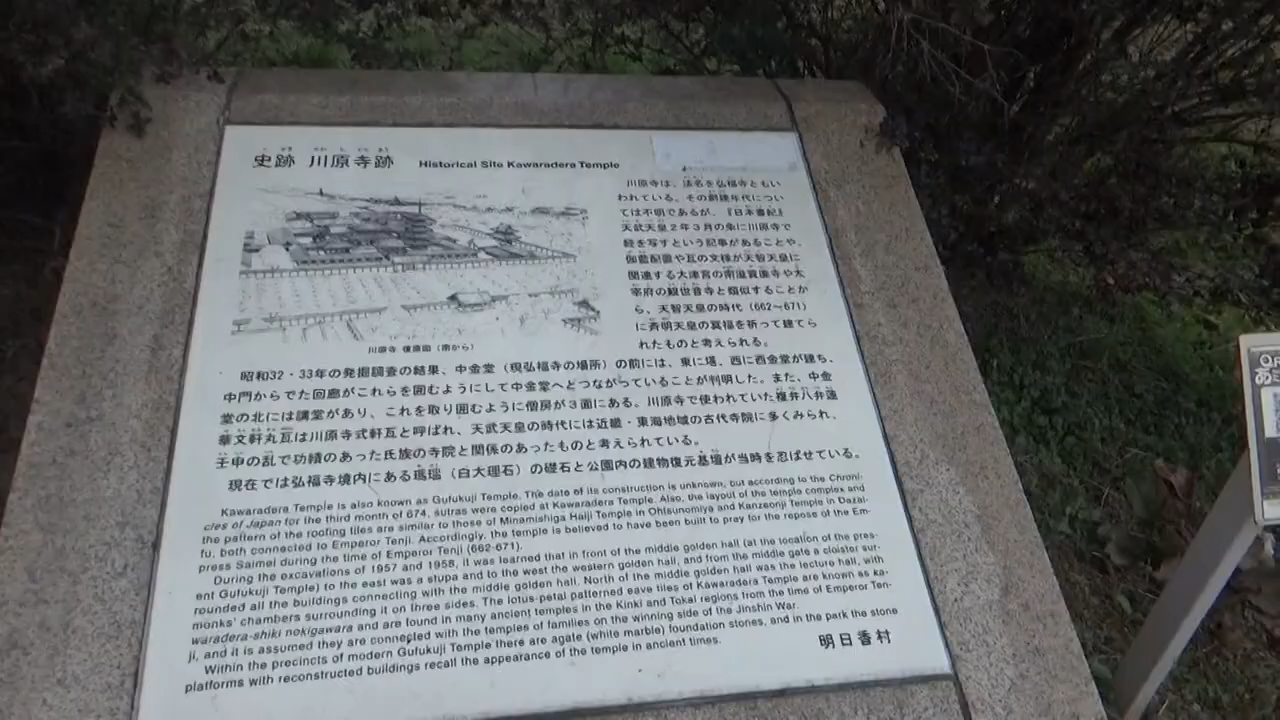 史跡 川原寺跡 Historical Site Kawaradera Temple
川原寺は、法名を弘福寺ともい
われている。その創建年代につい
ては不明であるが、『日本書紀』
天武天皇2年3月の条に川原寺で
経を写すという記事があることや、
伽藍配置や瓦の文様が天智天皇に
関連する大津宮の南滋賀廃寺や太
宰府の観世音寺と類似することか
ら、天智天皇の時代(662〜671)
に斉明天皇の冥福を祈って建てら
れたものと考えられる。
川原寺 復原図(南から)
昭和32・33年の発掘調査の結果、中金堂(現弘福寺の場所)の前には、東に塔、西に西金堂が建ち、
中門からでた回廊がこれらを囲むようにして中金堂へとつながっていることが判明した。また、中金
堂の北には講堂があり、これを取り囲むように僧房が3面にある。川原寺で使われていた複弁八弁蓮
華文軒丸瓦は川原寺式軒瓦と呼ばれ、天武天皇の時代には近畿・東海地域の古代寺院に多くみられ、
壬申の乱で功績のあった氏族の寺院と関係のあったものと考えられている。
現在では弘福寺境内にある瑪瑙(白大理石)の礎石と公園内の建物復元基壇が当時を忍ばせている。
Kawaradera Temple is also known as Gufukuji Temple. The date of its construction is unknown, but according to the Chroni-
cles of Japan for the third month of 674, sutras were copied at Kawaradera Temple. Also, the layout of the temple complex and
the pattern of the roofing tiles are similar to those of Minamishiga Haiji Temple in Ohtsunomiya and Kanzeonji Temple in Dazai-
fu, both connected to Emperor Tenji. Accordingly, the temple is believed to have been built to pray for the repose of the Em-
press Saimei during the time of Emperor Tenji (662-671).
During the excavations of 1957 and 1958, it was learned that in front of the middle golden hall (at the location of the pres-
ent Gufukuji Temple) to the east was a stupa and to the west the western golden hall, and from the middle gate a cloister sur-
rounded all the buildings connecting with the middle golden hall. North of the middle golden hall was the lecture hall, with
monks' chambers surrounding it on three sides. The lotus-petal patterned eave tiles of Kawaradera Temple are known as ka-
waradera-shiki nokigawara and are found in many ancient temples in the Kinki and Tokai regions from the time of Emperor Ten-
ji, and it is assumed they are connected with the temples of families on the winning side of the Jinshin War.
Within the precincts of modern Gufukuji Temple there are agate (white marble) foundation stones, and in the park the stone
platforms with reconstructed buildings recall the appearance of the temple in ancient times.
明日香村